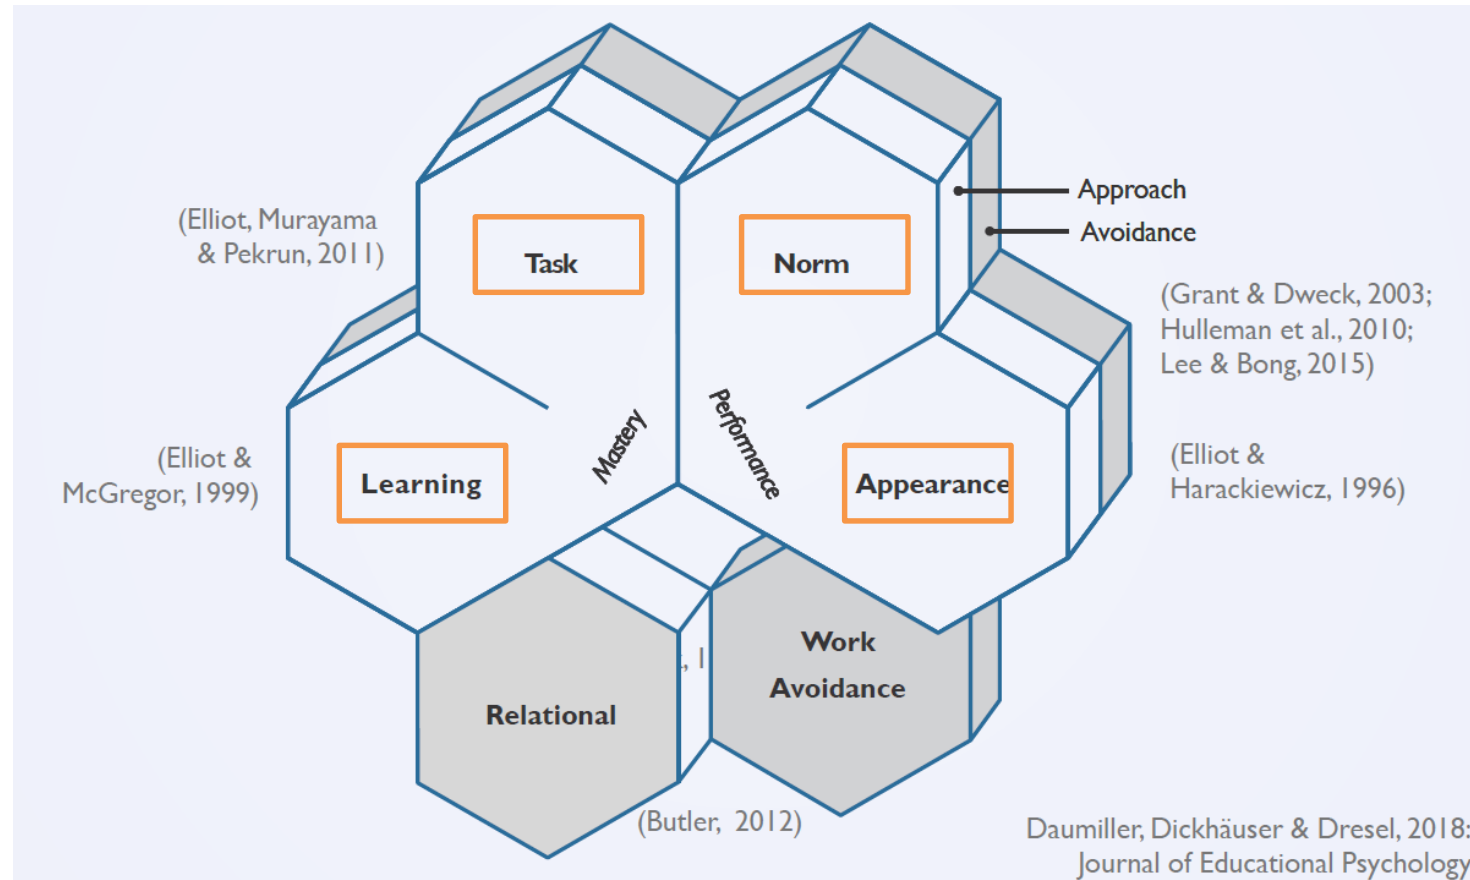 Approach
(Elliot, Murayama
& Pekrun, 2011)
Avoidance
Task
Norm
(Grant & Dweck, 2003;
Hulleman et al., 2010;
Lee & Bong, 2015)
Mastery
Performance
(Elliot &
McGregor, 1999)
Learning
Appearance
(Elliot &
Harackiewicz, 1996)
Work
Avoidance
Relational
(Butler, 2012)
Daumiller, Dickhäuser & Dresel, 2018:
Journal of Educational Psychology